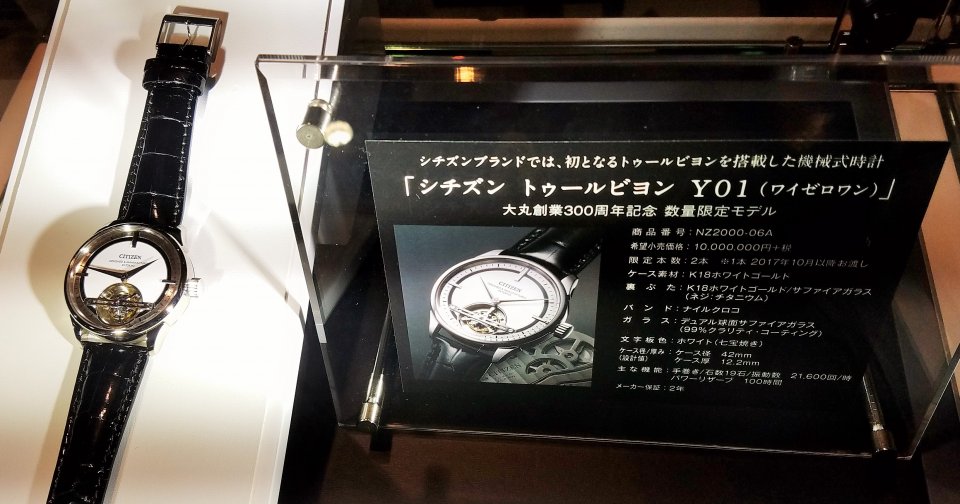 CITIZEN
シチズンブランドでは、初となるトゥールビヨンを搭載した機械式時計
「シチズン トゥールビヨン Y01(ワイゼロワン)」
大丸創業300周年記念 数量限定モデル
商品番号:NZ2000-06A
希望小売価格:10,000,000円+税
限定本数:2本 ※1本 2017年10月以降お渡し
ケース素材:K18ホワイトゴールド
裏ぶた:K18ホワイトゴールド/サファイアガラス
(ネジ:チタニウム)
バンド:ナイルクロコ
ガラス:デュアル球面サファイアガラス
(99%クラリティ・コーティング)
文字板色:ホワイト(七宝焼き)
ケース径/厚み:ケース径 42mm
(設計値) ケース厚 12.2mm
主な機能:手巻き/石数19石/振動数 21,600回/時
パワーリザーブ 100時間
メーカー保証:2年
CITIZEN